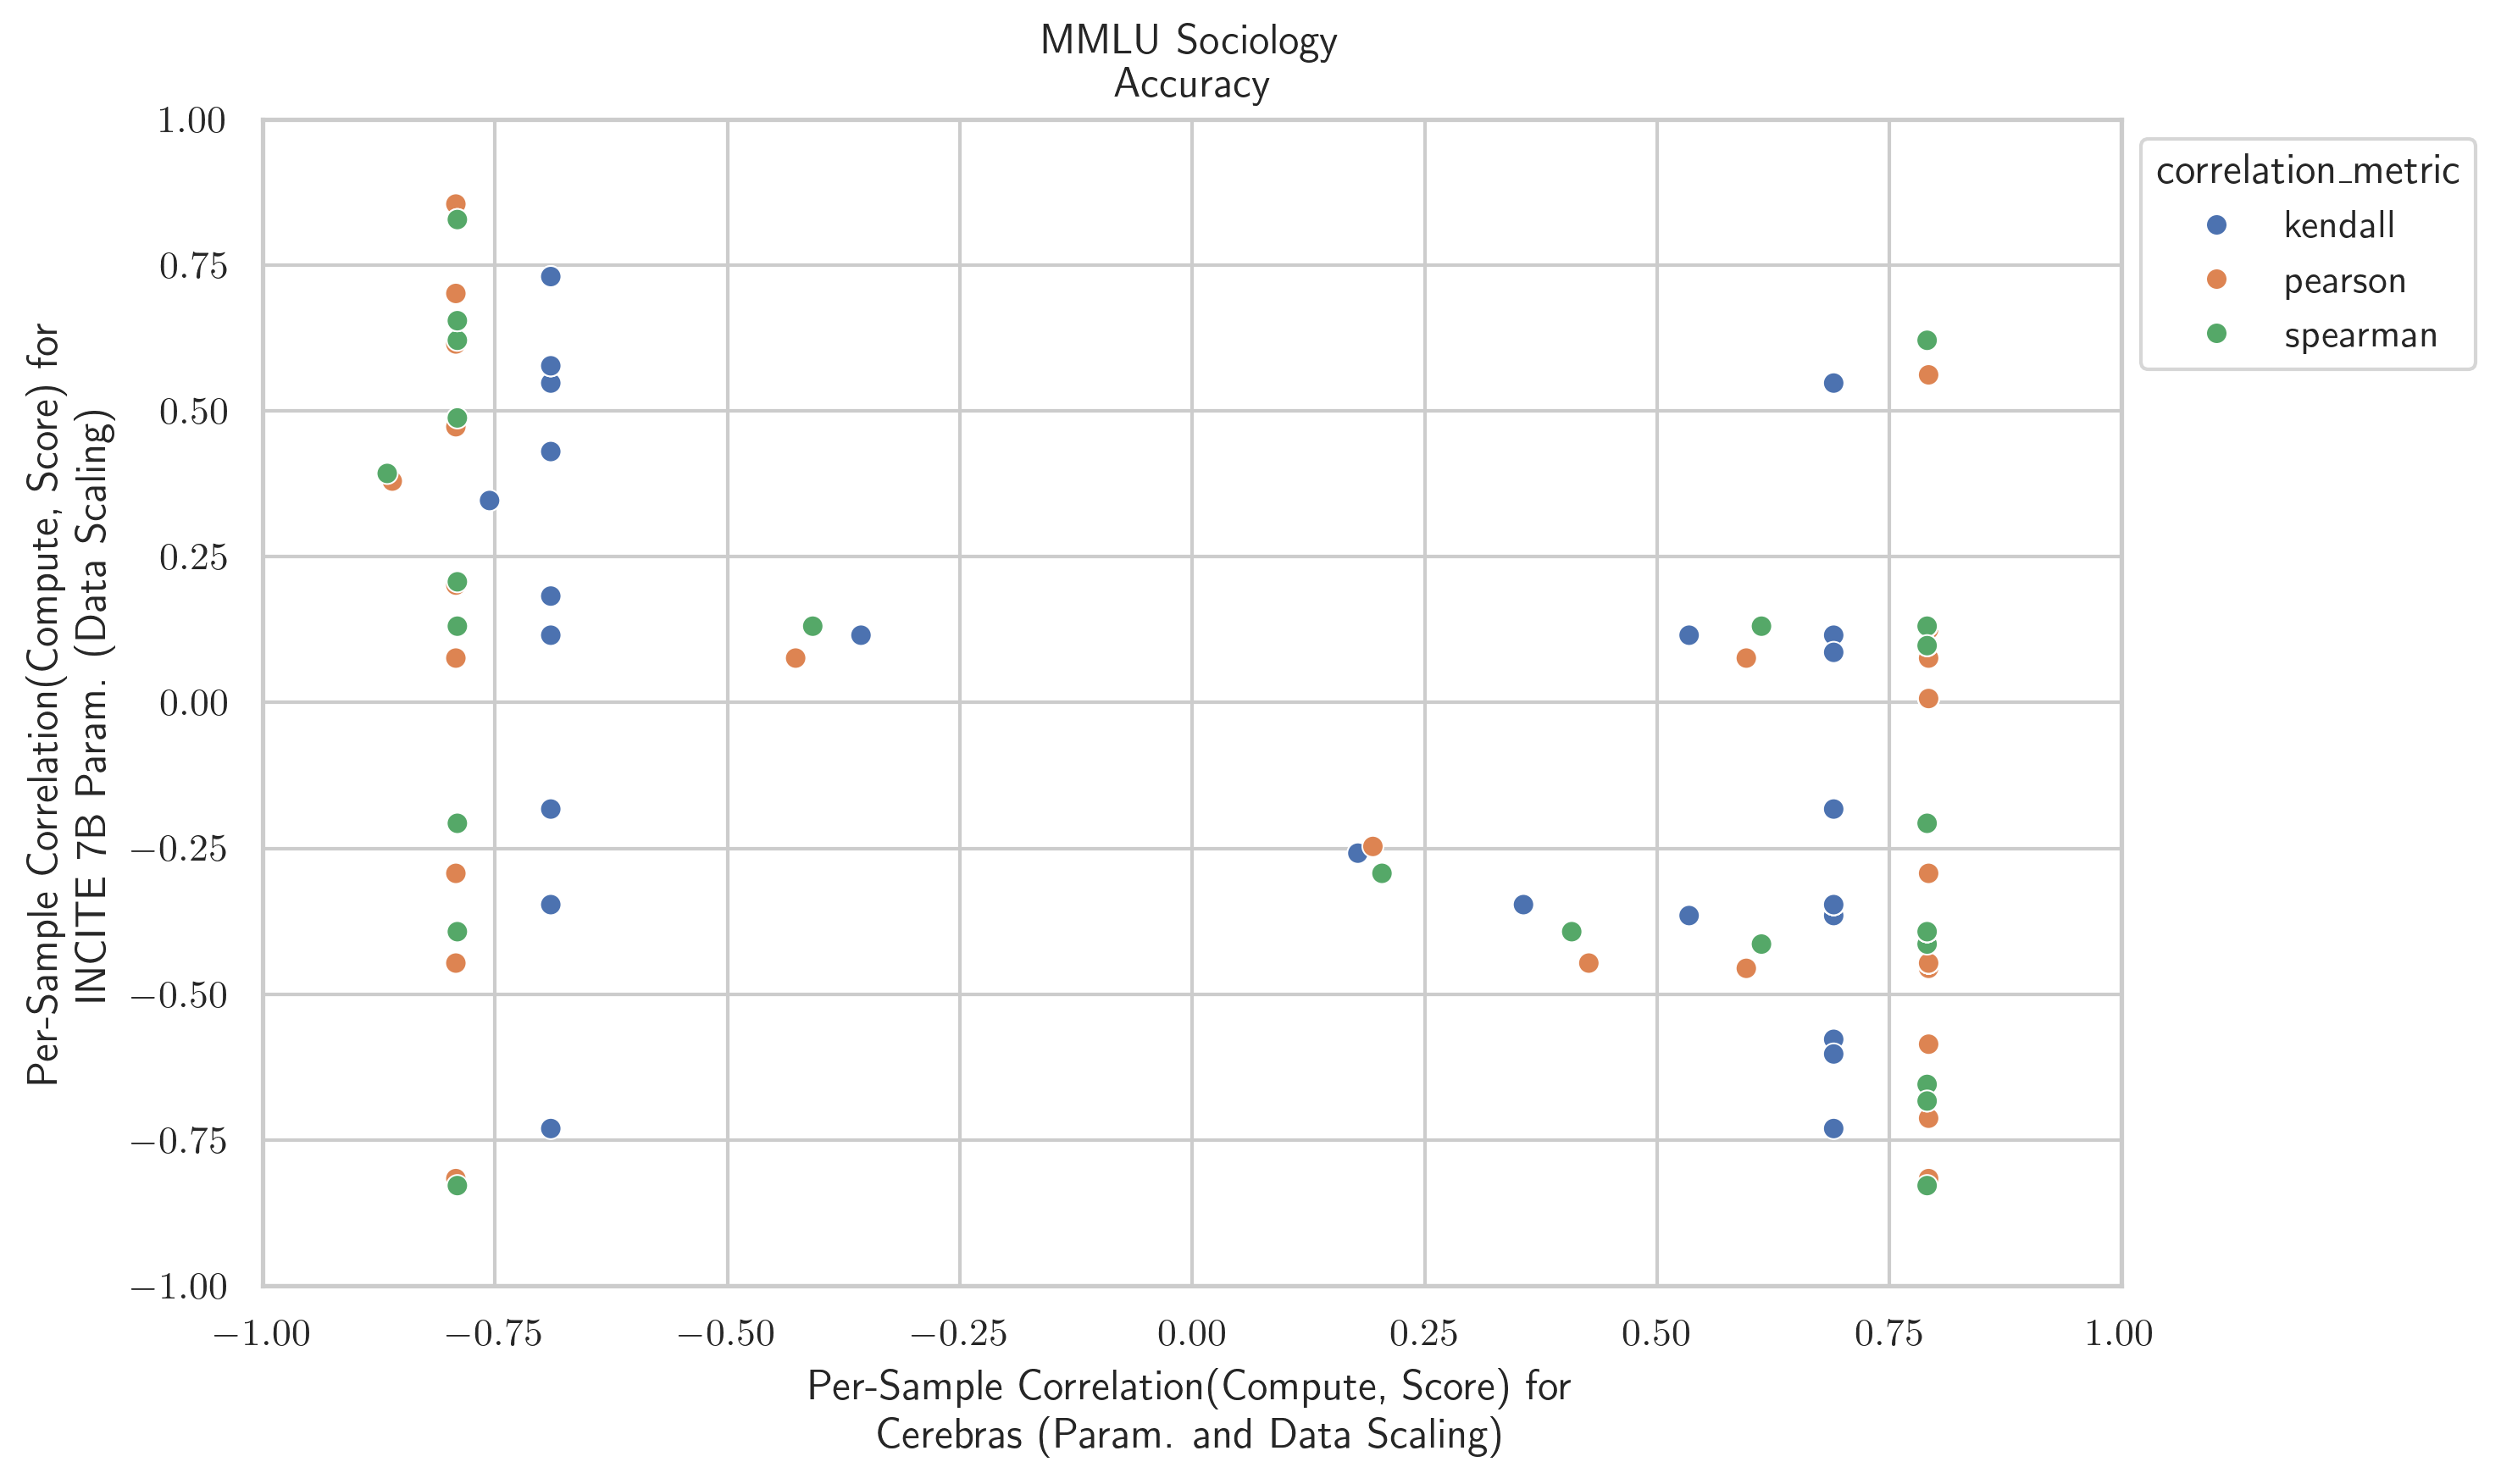 MMLU Sociology
Accuracy
1.00
0.75
0.50
0.25
0.00
−0.25
−0.50
−0.75
−1.00
Per-Sample Correlation(Compute, Score) for
INCITE 7B Param. (Data Scaling)
−1.00
−0.75
−0.50
−0.25
0.00
0.25
0.50
0.75
1.00
Per-Sample Correlation(Compute, Score) for
Cerebras (Param. and Data Scaling)
correlation_metric
kendall
pearson
spearman